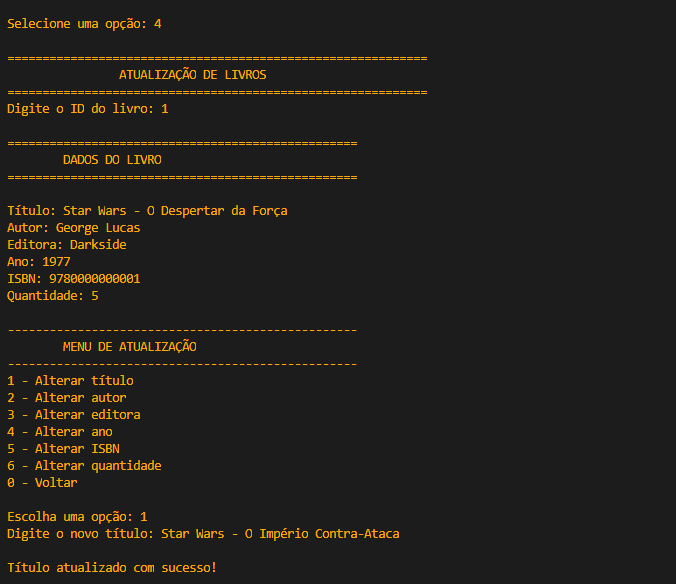 Selecione uma opção: 4
============================================================
ATUALIZAÇÃO DE LIVROS
============================================================
Digite o ID do livro: 1
==================================================
DADOS DO LIVRO
==================================================
Título: Star Wars - O Despertar da Força
Autor: George Lucas
Editora: Darkside
Ano: 1977
ISBN: 9780000000001
Quantidade: 5
--------------------------------------------------
MENU DE ATUALIZAÇÃO
--------------------------------------------------
1 - Alterar título
2 - Alterar autor
3 - Alterar editora
4 - Alterar ano
5 - Alterar ISBN
6 - Alterar quantidade
0 - Voltar
Escolha uma opção: 1
Digite o novo título: Star Wars - O Império Contra-Ataca
Título atualizado com sucesso!